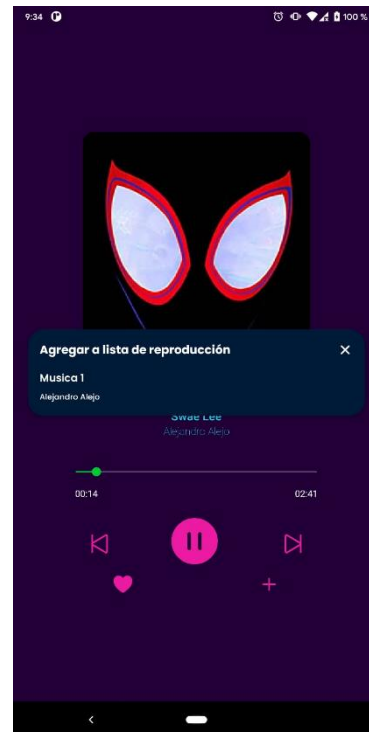 9:34
100 %
Agregar a lista de reproducción
Musica 1
Alejandro Alejo
Swae Lee
Alejandro Alejo
00:14
02:41